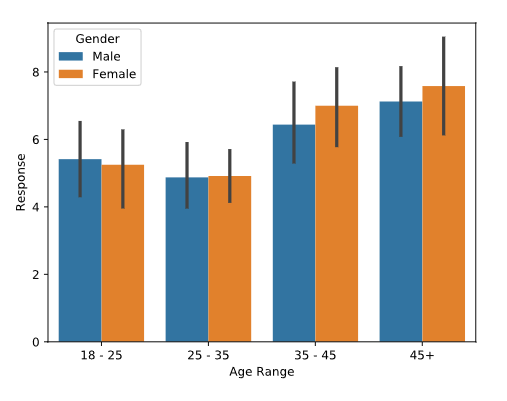 Gender
Male
Female
Response
8
6
4
2
0
18 - 25
25 - 35
35 - 45
45+
Age Range